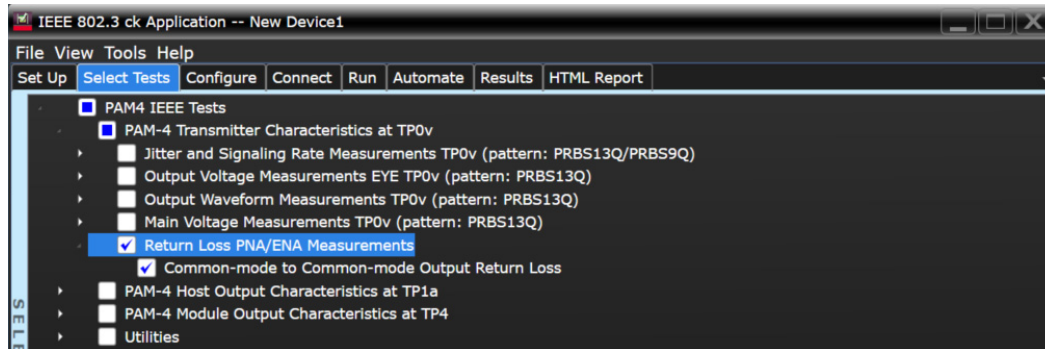 IEEE 802.3 ck Application -- New Device1
File View Tools Help
Set Up Select Tests Configure Connect Run Automate Results HTML Report
PAM4 IEEE Tests
PAM-4 Transmitter Characteristics at TP0v
Jitter and Signaling Rate Measurements TP0v (pattern: PRBS13Q/PRBS9Q)
Output Voltage Measurements EYE TP0v (pattern: PRBS13Q)
Output Waveform Measurements TP0v (pattern: PRBS13Q)
Main Voltage Measurements TP0v (pattern: PRBS13Q)
Return Loss PNA/ENA Measurements
Common-mode to Common-mode Output Return Loss
PAM-4 Host Output Characteristics at TP1a
PAM-4 Module Output Characteristics at TP4
Utilities